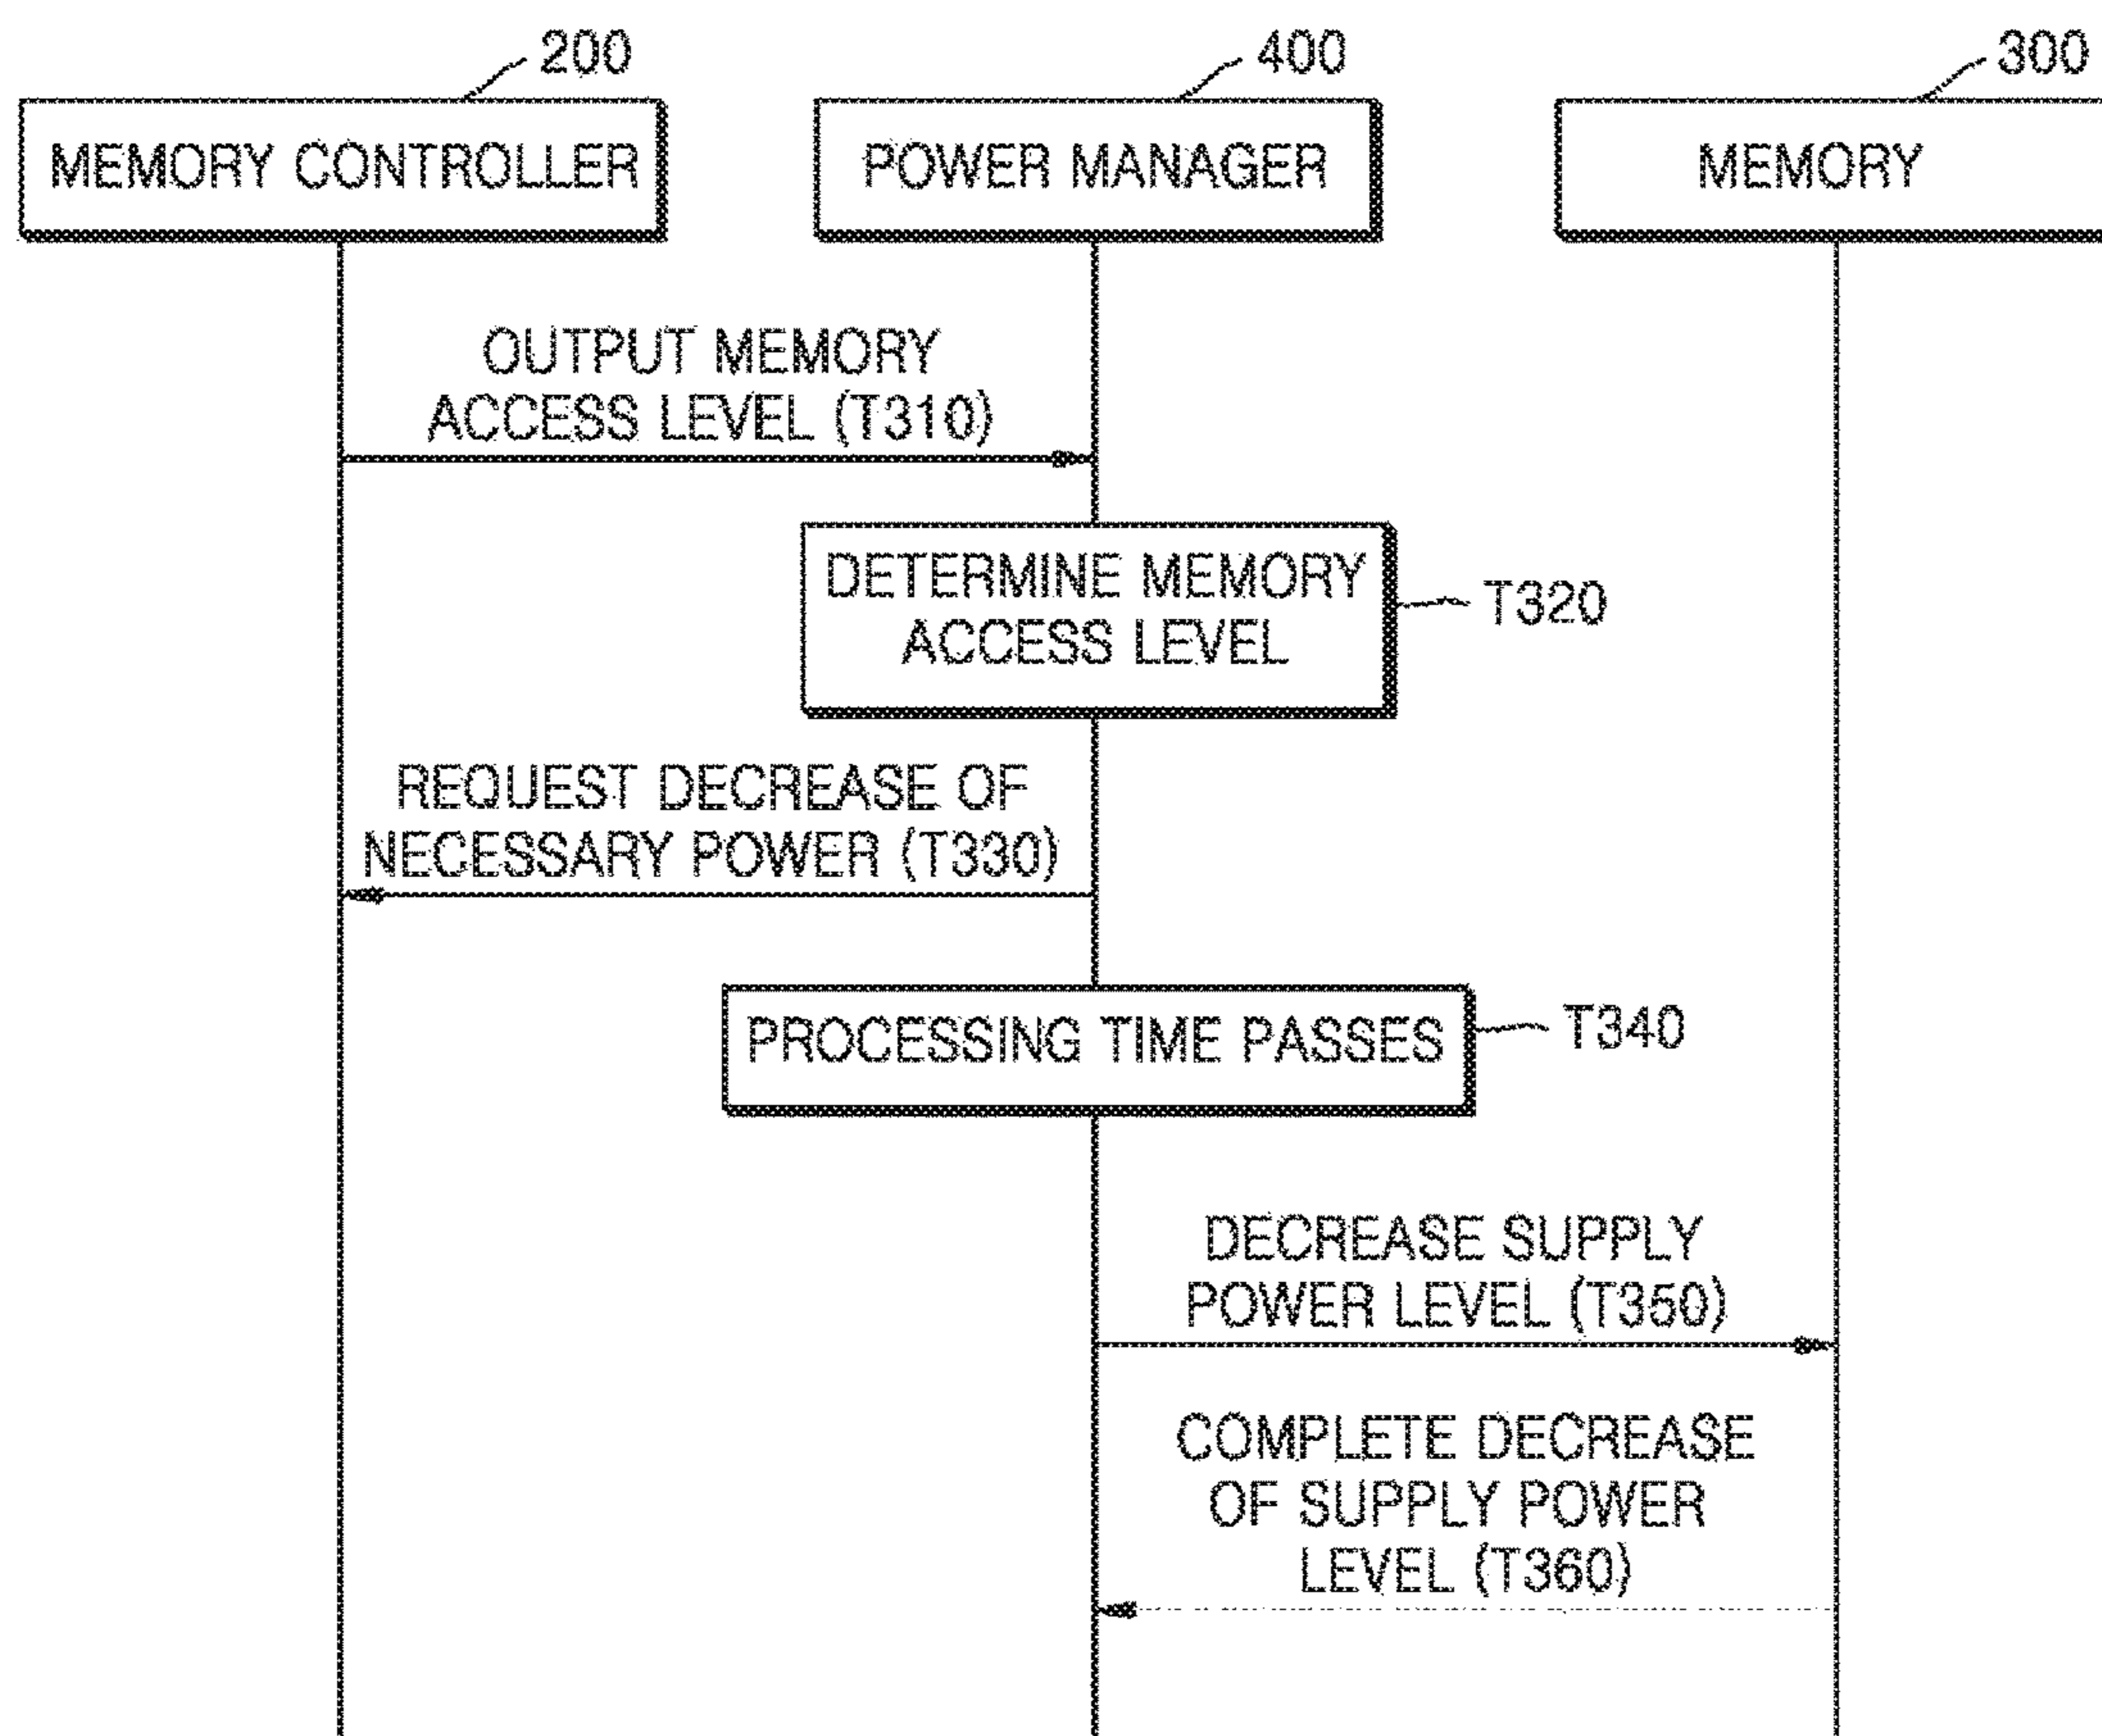 200
400
300
MEMORY CONTROLLER
POWER MANAGER
MEMORY
OUTPUT MEMORY
ACCESS LEVEL (T310)
DETERMINE MEMORY
ACCESS LEVEL
T320
REQUEST DECREASE OF
NECESSARY POWER (T330)
PROCESSING TIME PASSES
T340
DECREASE SUPPLY
POWER LEVEL (T350)
COMPLETE DECREASE
OF SUPPLY POWER
LEVEL (T360)